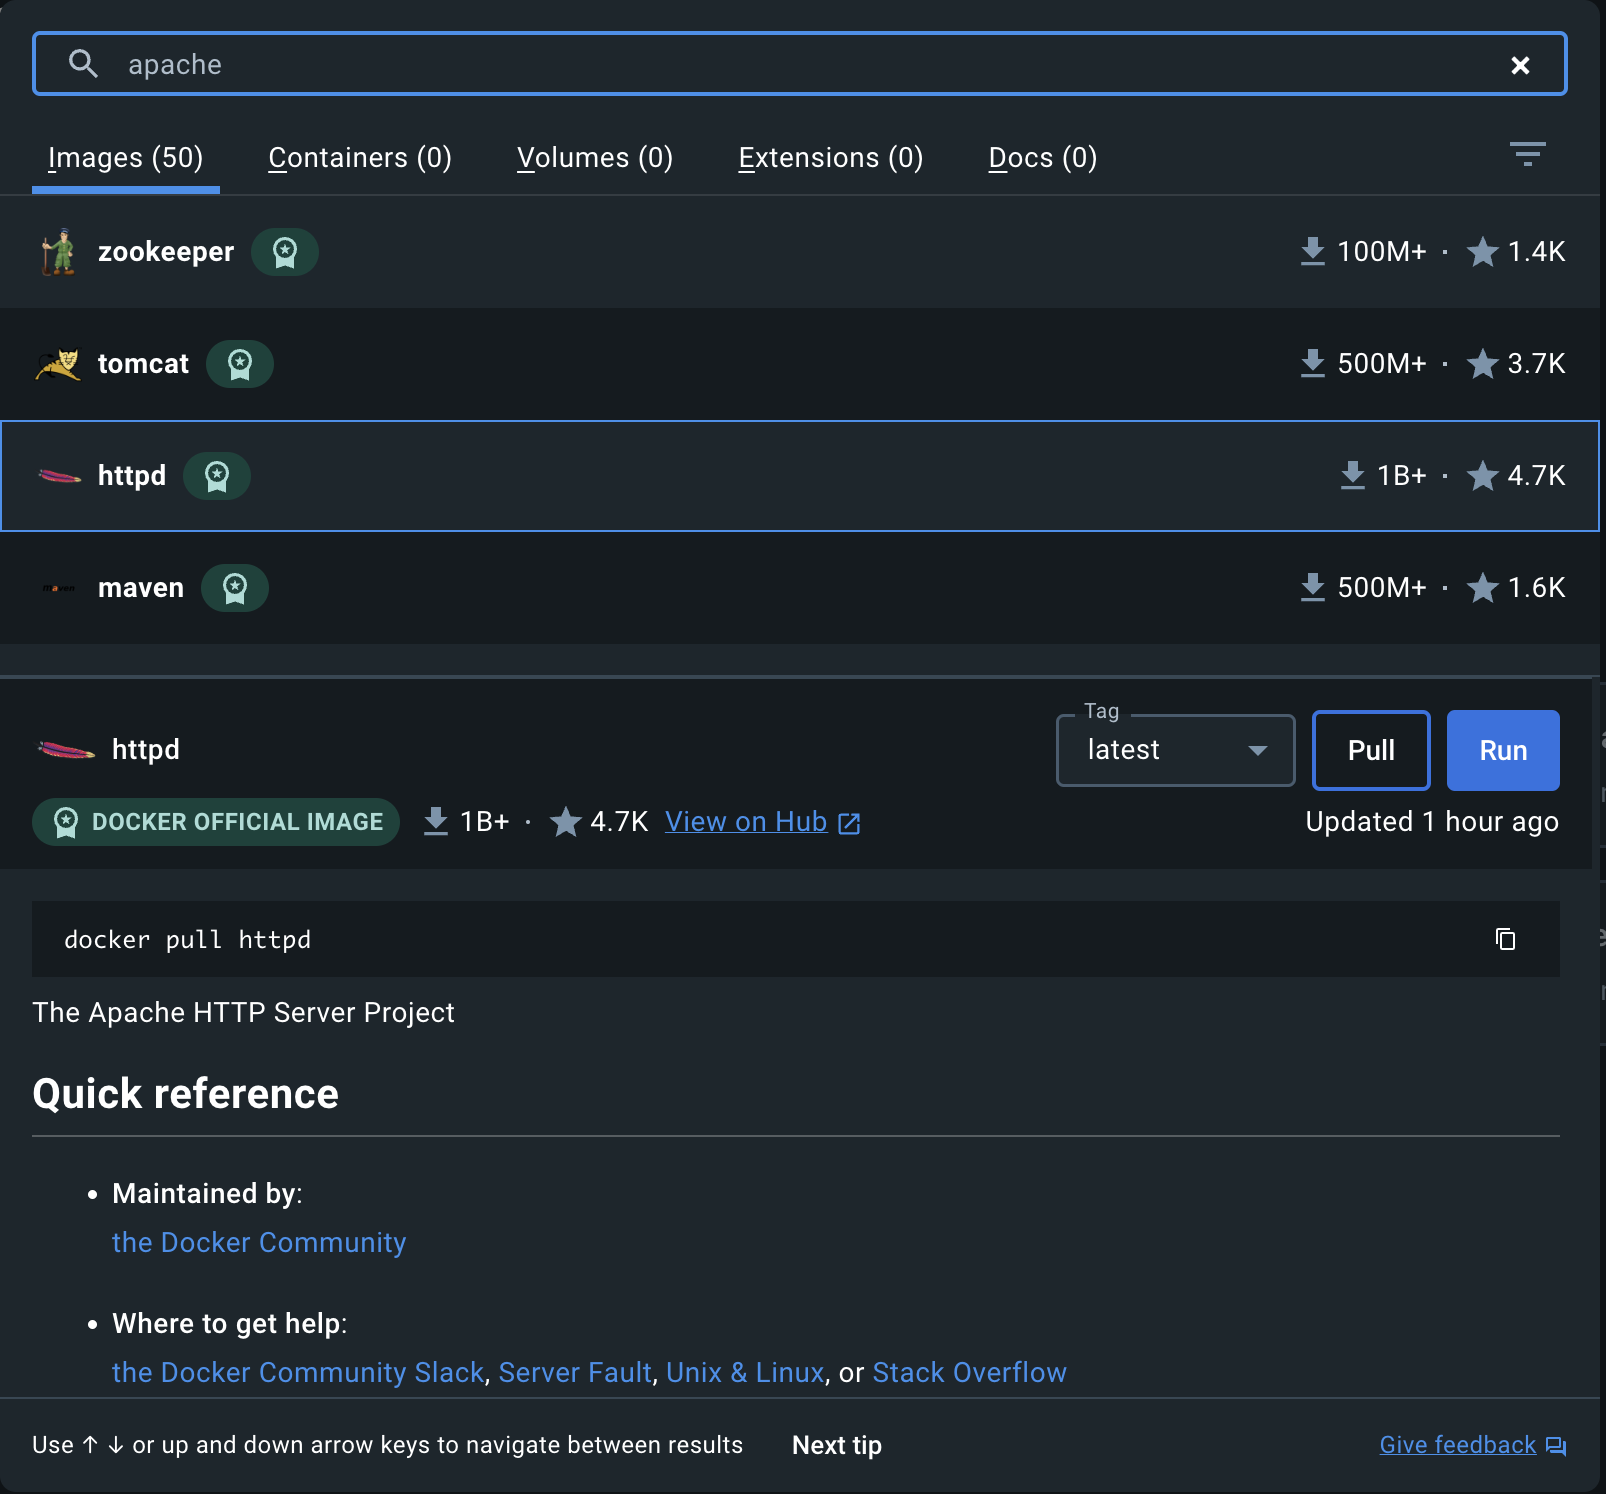 apache
Images (50) Containers (0) Volumes (0) Extensions (0) Docs (0)
zookeeper 100M+ · 1.4K
tomcat 500M+ · 3.7K
httpd 1B+ · 4.7K
maven maven 500M+ · 1.6K
Tag
httpd latest Pull Run
DOCKER OFFICIAL IMAGE 1B+ · 4.7K View on Hub Updated 1 hour ago
docker pull httpd
The Apache HTTP Server Project
Quick reference
• Maintained by:
the Docker Community
• Where to get help:
the Docker Community Slack, Server Fault, Unix & Linux, or Stack Overflow
Use ↑ ↓ or up and down arrow keys to navigate between results Next tip Give feedback